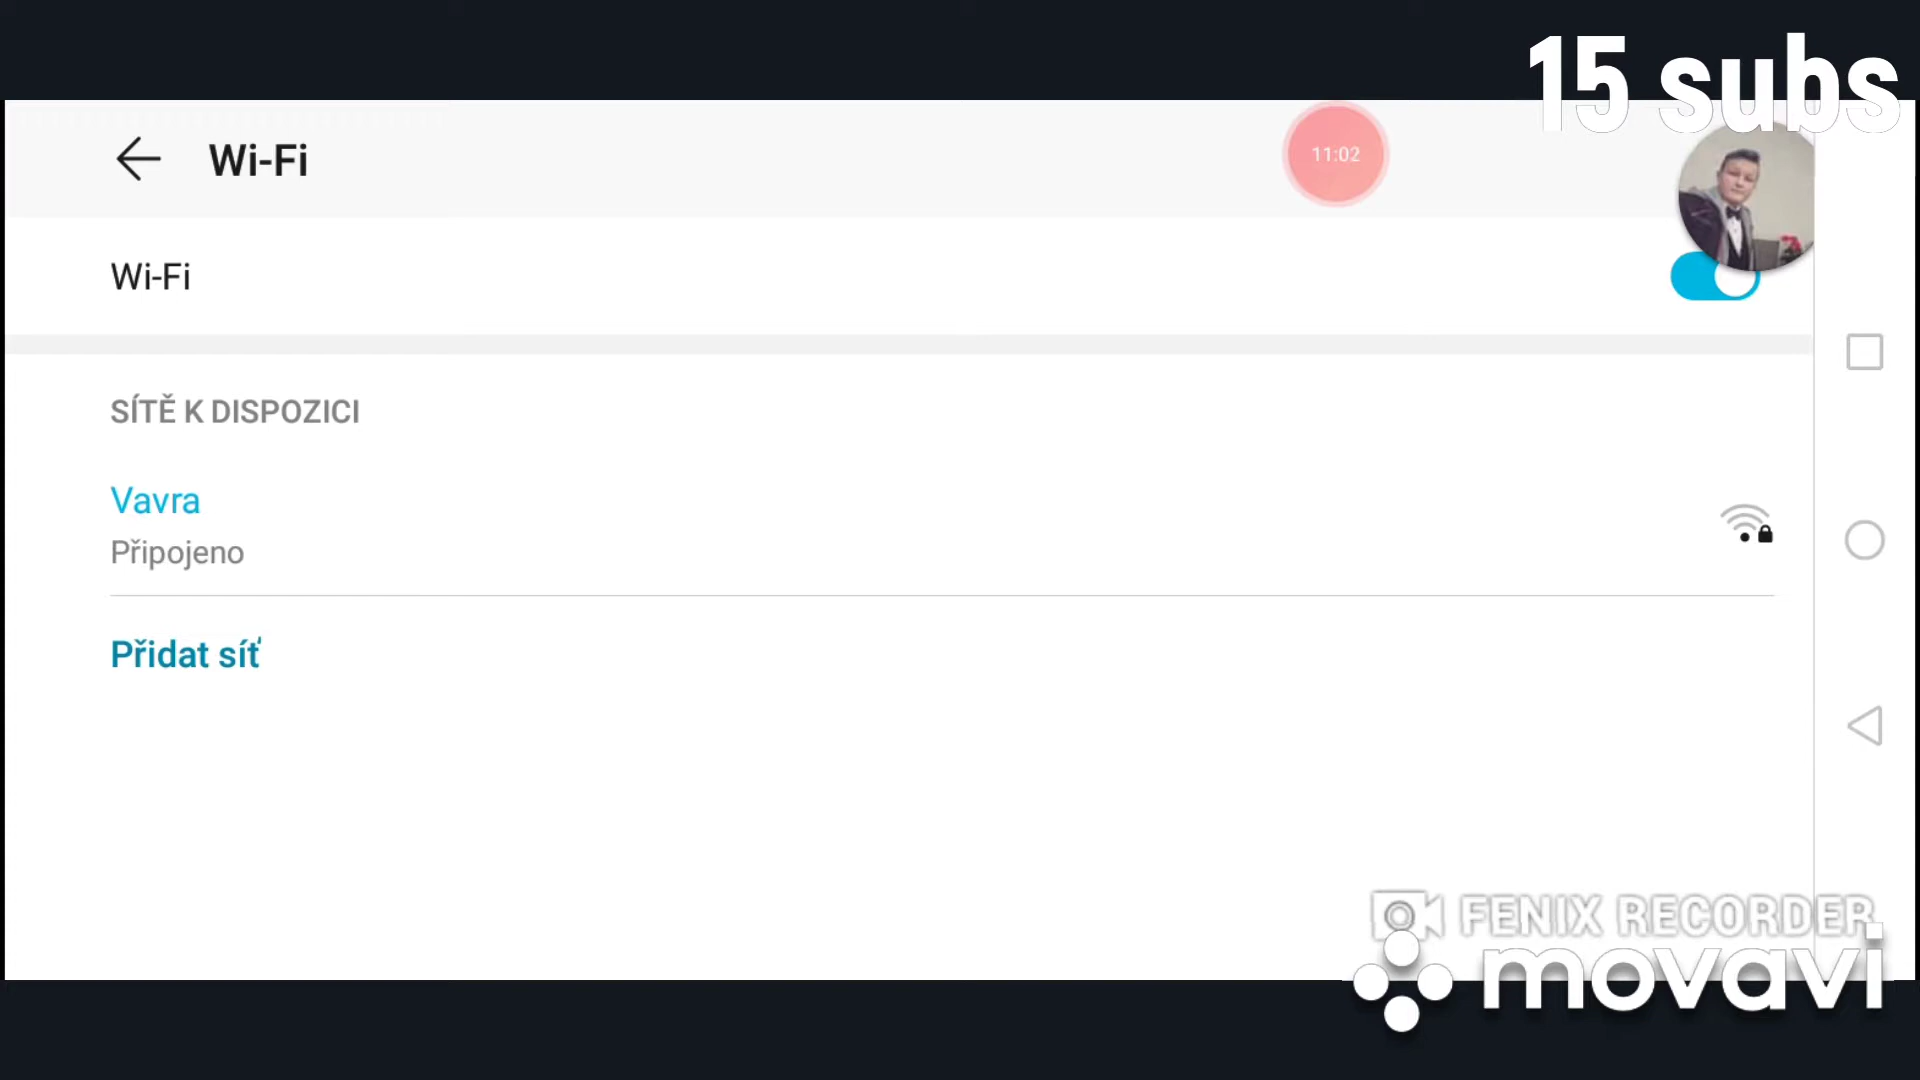 15 subs
Wi-Fi
11:02
Wi-Fi
SÍTĚ K DISPOZICI
Vavra
Připojeno
Přidat síť
FENIX RECORDER
movavi